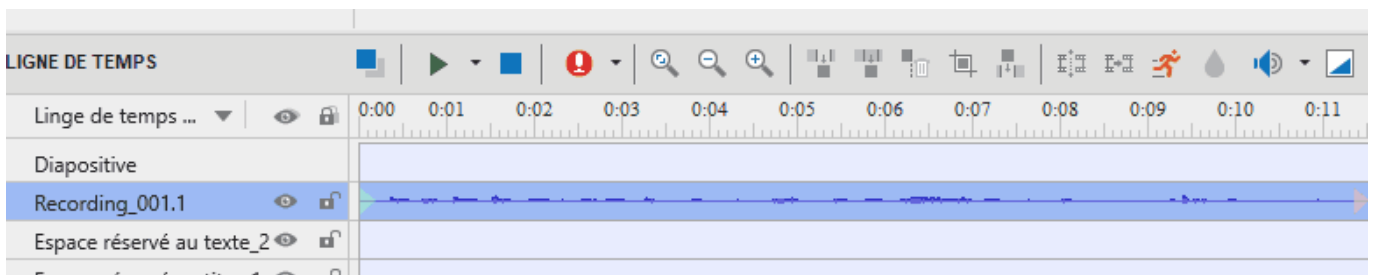 LIGNE DE TEMPS
Linge de temps ... 0:00 0:01 0:02 0:03 0:04 0:05 0:06 0:07 0:08 0:09 0:10 0:11
Diapositive
Recording_001.1
Espace réservé au texte_2